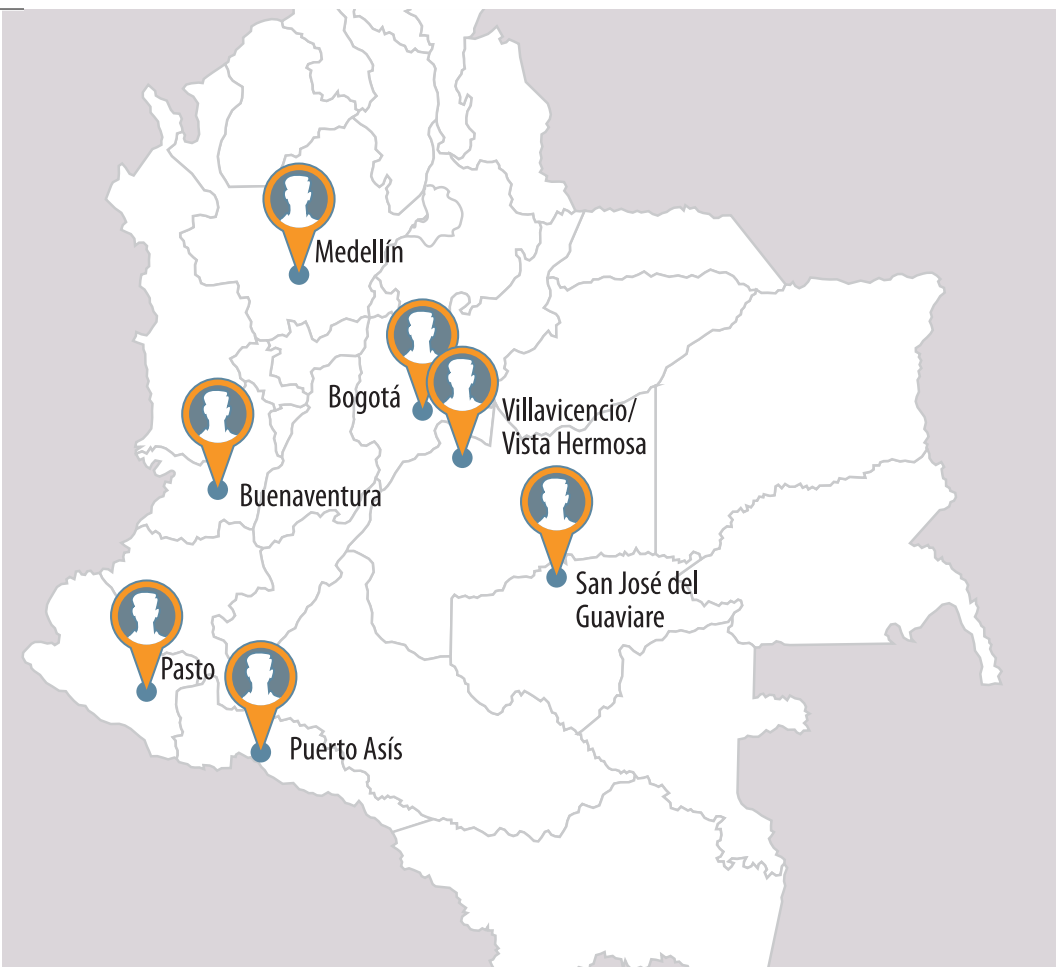 Medellín
Bogotá
Villavicencio/
Vista Hermosa
Buenaventura
San José del
Guaviare
Pasto
Puerto Asís